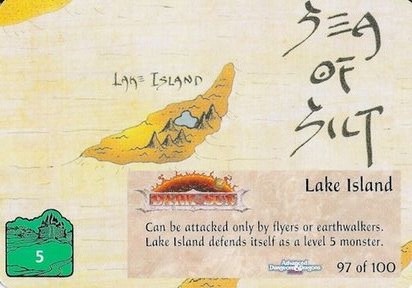 SEA
OF
SILT
LAKE ISLAND
DARK SUN
Lake Island
Can be attacked only by flyers or earthwalkers.
Lake Island defends itself as a level 5 monster.
5
Advanced
Dungeons & Dragons
97 of 100